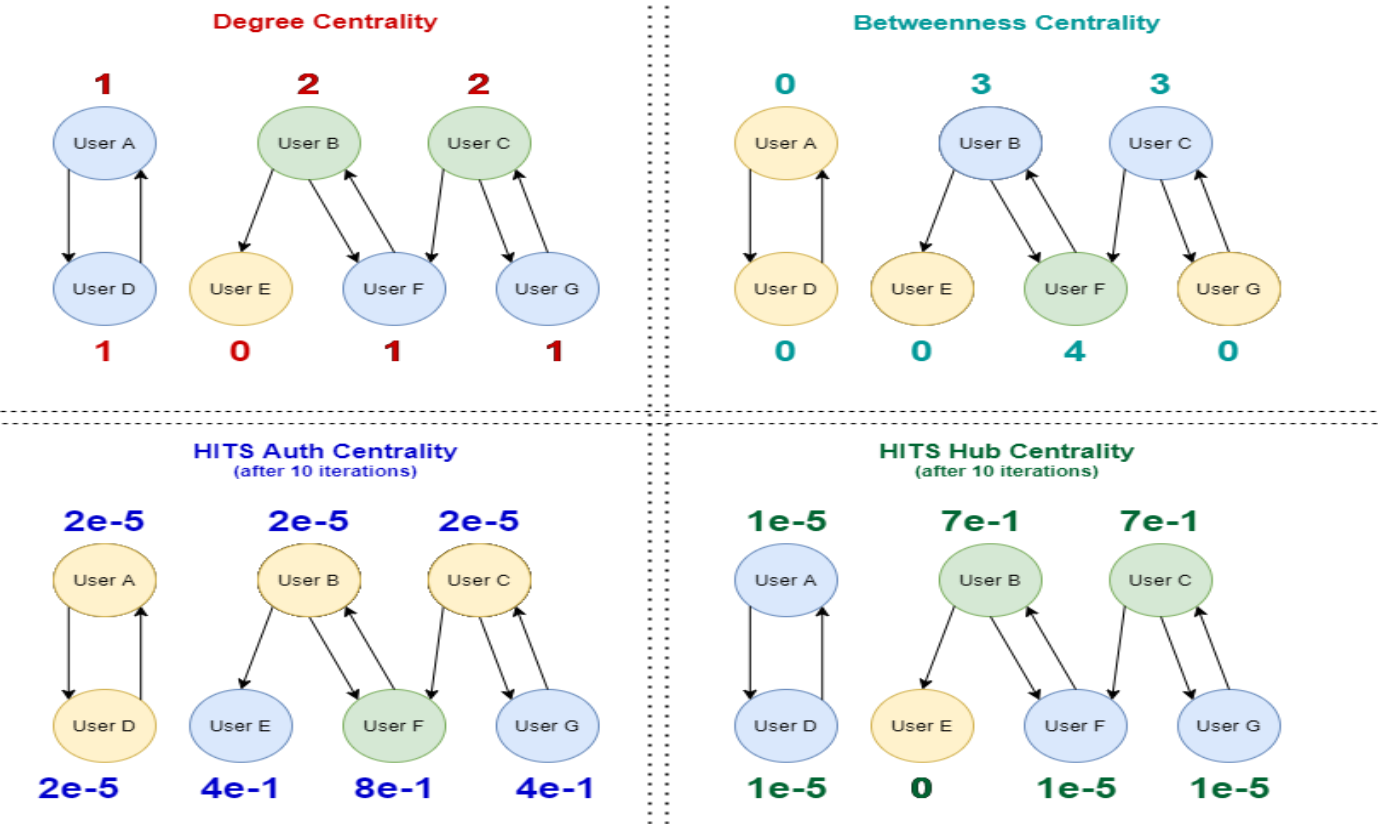 Degree Centrality
1 2 2
User A User B User C
User D User E User F User G
1 0 1 1
Betweenness Centrality
0 3 3
User A User B User C
User D User E User F User G
0 0 4 0
HITS Auth Centrality
(after 10 iterations)
2e-5 2e-5 2e-5
User A User B User C
User D User E User F User G
2e-5 4e-1 8e-1 4e-1
HITS Hub Centrality
(after 10 iterations)
1e-5 7e-1 7e-1
User A User B User C
User D User E User F User G
1e-5 0 1e-5 1e-5